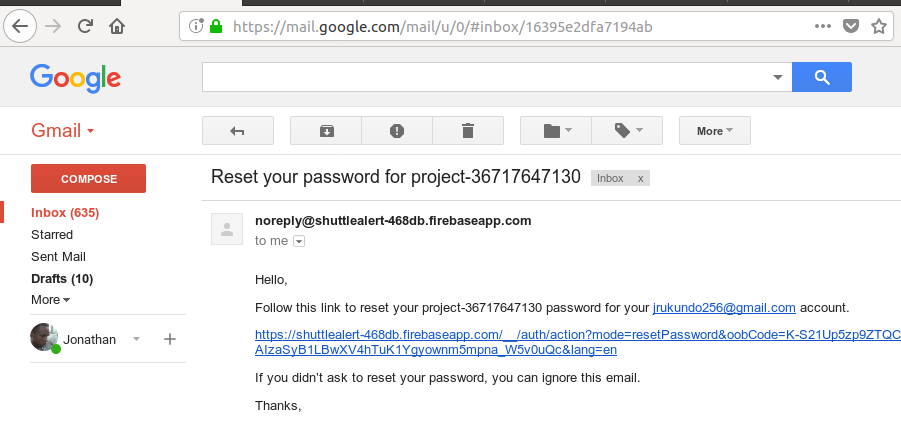 https://mail.google.com/mail/u/0/#inbox/16395e2dfa7194ab
Google
Gmail
More
COMPOSE
Reset your password for project-36717647130 Inbox x
Inbox (635)
Starred
Sent Mail
Drafts (10)
More
Jonathan
noreply@shuttlealert-468db.firebaseapp.com
to me
Hello,
Follow this link to reset your project-36717647130 password for your jrukundo256@gmail.com account.
https://shuttlealert-468db.firebaseapp.com/__/auth/action?mode=resetPassword&oobCode=K-S21Up5zp9ZTQC
AIzaSyB1LBwXV4hTuK1Ygyownm5mpna_W5v0uQc&lang=en
If you didn't ask to reset your password, you can ignore this email.
Thanks,